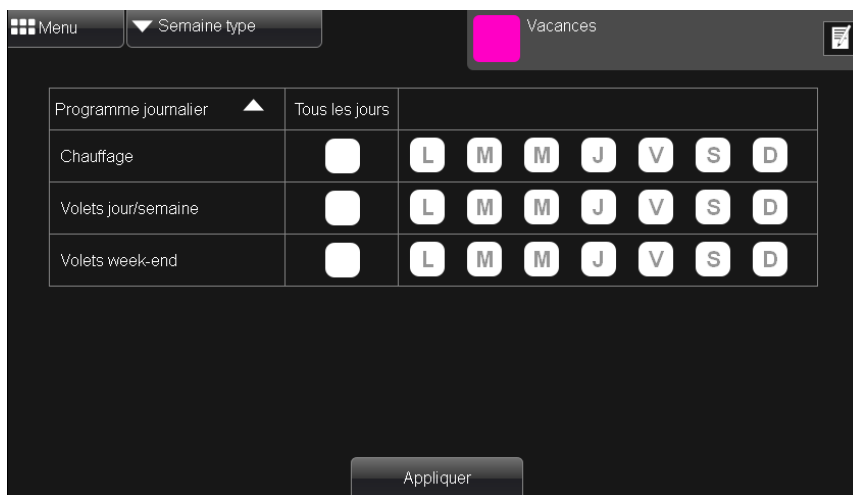 Menu
Semaine type
Vacances
Programme journalier
Tous les jours
Chauffage
L M M J V S D
Volets jour/semaine
L M M J V S D
Volets week-end
L M M J V S D
Appliquer